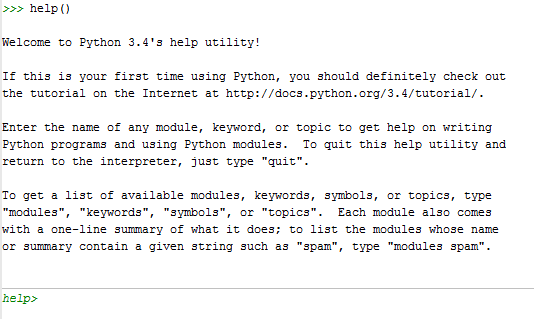 >>> help()
Welcome to Python 3.4's help utility!
If this is your first time using Python, you should definitely check out
the tutorial on the Internet at http://docs.python.org/3.4/tutorial/.
Enter the name of any module, keyword, or topic to get help on writing
Python programs and using Python modules.  To quit this help utility and
return to the interpreter, just type "quit".
To get a list of available modules, keywords, symbols, or topics, type
"modules", "keywords", "symbols", or "topics".  Each module also comes
with a one-line summary of what it does; to list the modules whose name
or summary contain a given string such as "spam", type "modules spam".
help>